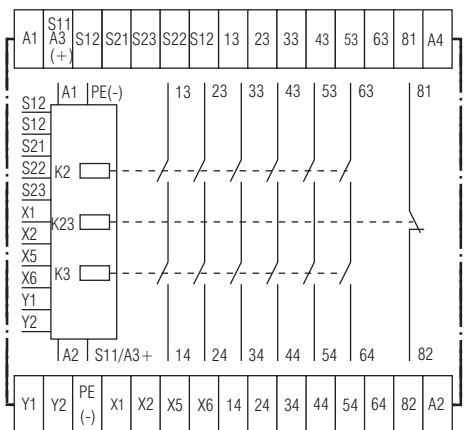 A1 S11 A3 (+) S12 S21 S23 S22 S12 13 23 33 43 53 63 81 A4
A1 PE(-) 13 23 33 43 53 63 81
S12
S12
S21
S22
S23
X1
X2
X5
X6
Y1
Y2
K2
K23
K3
A2 S11/A3+ 14 24 34 44 54 64 82
Y1 Y2 PE (-) X1 X2 X5 X6 14 24 34 44 54 64 82 A2